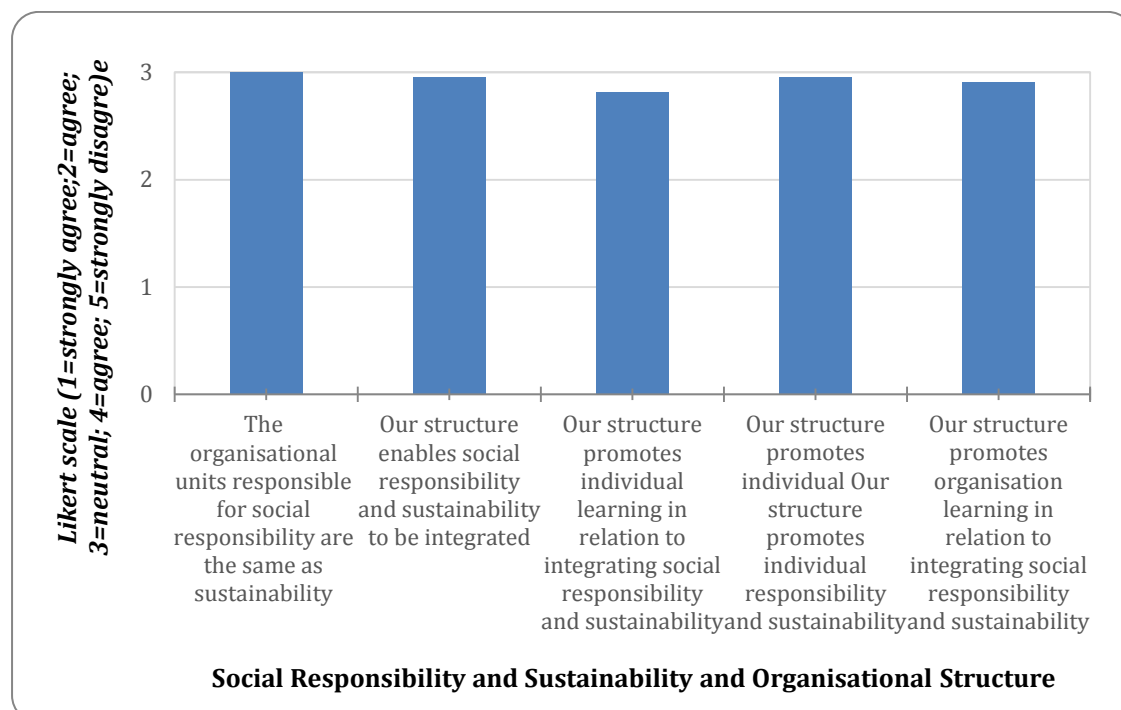 Likert scale (1=strongly agree;2=agree;
3=neutral; 4=agree; 5=strongly disagre)e
3
2
1
0
The
organisational
units responsible
for social
responsibility are
the same as
sustainability
Our structure
enables social
responsibility
and sustainability
to be integrated
Our structure
promotes
individual
learning in
relation to
integrating social
responsibility
and sustainability
Our structure
promotes
individual Our
structure
promotes
individual
responsibility
and sustainability
Our structure
promotes
organisation
learning in
relation to
integrating social
responsibility
and sustainability
Social Responsibility and Sustainability and Organisational Structure